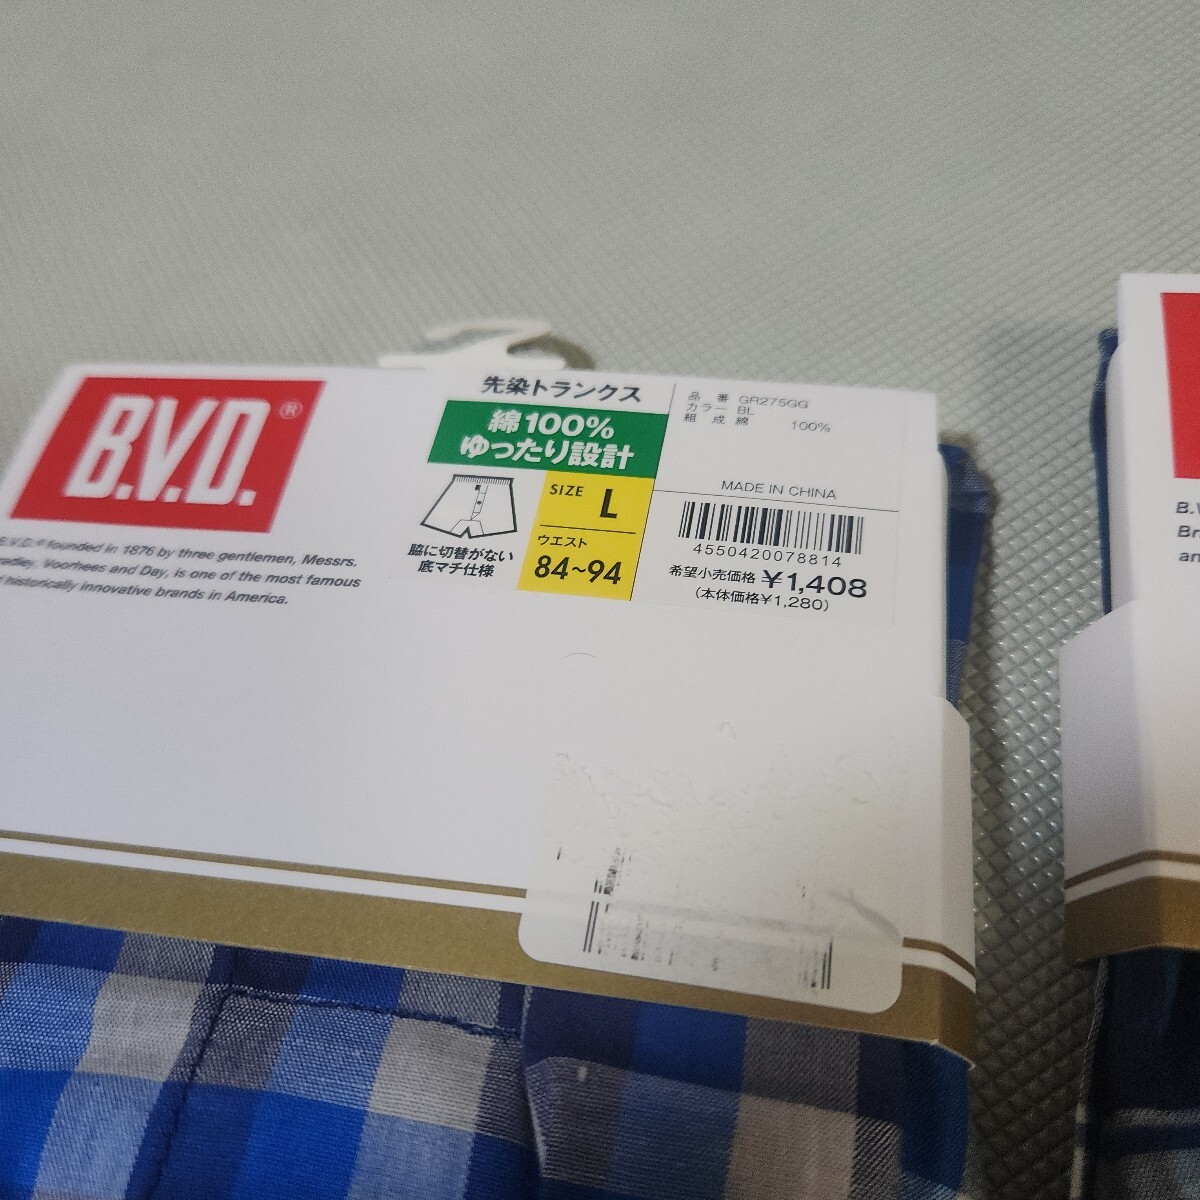 B.V.D.®
B.V.D.® founded in 1876 by three gentlemen, Messrs.
Voorhees and Day, is one of the most famous
historically innovative brands in America.
先染トランクス
綿100%
ゆったり設計
脇に切替がない
底マチ仕様
SIZE L
ウエスト
84~94
品番 GR275GG
カラー BL
組成 綿 100%
MADE IN CHINA
4550420078814
希望小売価格 ¥1,408
(本体価格¥1,280)